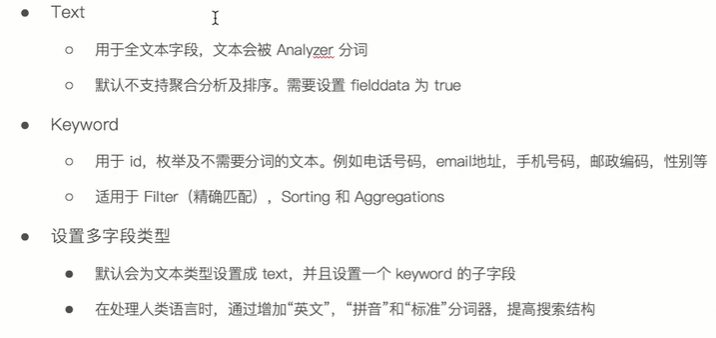 Text
用于全文本字段，文本会被 Analyzer 分词
默认不支持聚合分析及排序。需要设置 fielddata 为 true
Keyword
用于 id，枚举及不需要分词的文本。例如电话号码，email地址，手机号码，邮政编码，性别等
适用于 Filter（精确匹配），Sorting 和 Aggregations
设置多字段类型
默认会为文本类型设置成 text，并且设置一个 keyword 的子字段
在处理人类语言时，通过增加“英文”，“拼音”和“标准”分词器，提高搜索结构